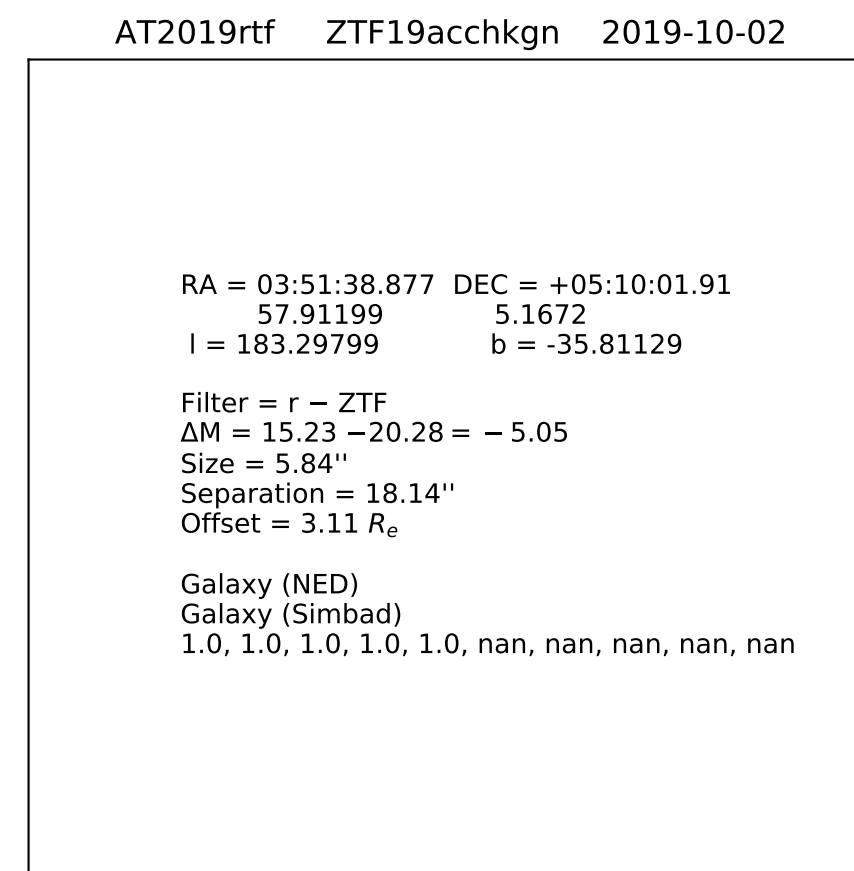 AT2019rtf ZTF19acchkgn 2019-10-02
RA = 03:51:38.877 DEC = +05:10:01.91
57.91199 5.1672
l = 183.29799 b = -35.81129
Filter = r − ZTF
ΔM = 15.23 −20.28 = − 5.05
Size = 5.84''
Separation = 18.14''
Offset = 3.11 Re
Galaxy (NED)
Galaxy (Simbad)
1.0, 1.0, 1.0, 1.0, 1.0, nan, nan, nan, nan, nan